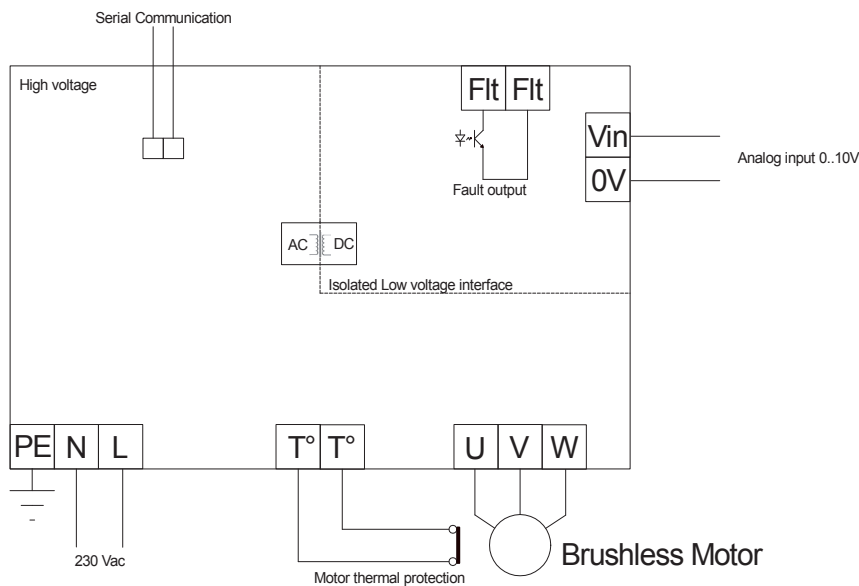 Serial Communication
High voltage
Flt Flt
Vin
Analog input 0..10V
0V
Fault output
AC DC
Isolated Low voltage interface
PE N L T° T° U V W
Brushless Motor
230 Vac
Motor thermal protection